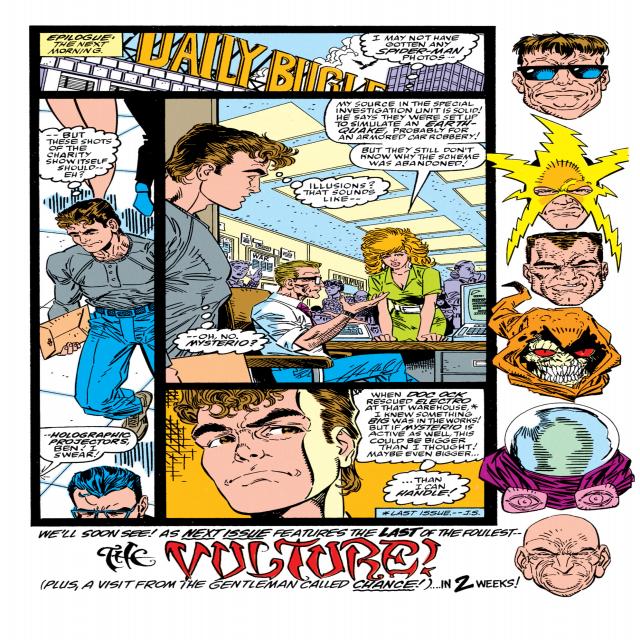 EPILOGUE:
THE NEXT
MORNING.
DAILY BUGLE
I MAY NOT HAVE
GOTTEN ANY
SPIDER-MAN
PHOTOS--
-- BUT
THESE SHOTS
OF THE
CHARITY
SHOW ITSELF
SHOULD--
EH?
--HOLOGRAPHIC
PROJECTORS,
BEN! I
SWEAR!
MY SOURCE IN THE SPECIAL
INVESTIGATION UNIT IS SOLID!
HE SAYS THEY WERE SET UP
TO SIMULATE AN EARTH-
QUAKE, PROBABLY FOR
AN ARMORED CAR ROBBERY!
BUT THEY STILL DON'T
KNOW WHY THE SCHEME
WAS ABANDONED!
ILLUSIONS?
THAT SOUNDS
LIKE--
WAR
--OH, NO.
MYSTERIO?
WHEN DOC OCK
RESCUED ELECTRO
AT THAT WAREHOUSE,*
I KNEW SOMETHING
BIG WAS IN THE WORKS!
BUT IF MYSTERIO IS
ACTIVE AS WELL, THIS
COULD BE BIGGER
THAN I THOUGHT!
MAYBE EVEN BIGGER...
...THAN
I CAN
HANDLE!
*LAST ISSUE.--J.S.
WE'LL SOON SEE! AS NEXT ISSUE FEATURES THE LAST OF THE FOULEST--
THE VULTURE!
(PLUS, A VISIT FROM THE GENTLEMAN CALLED CHANCE!)...IN 2 WEEKS!